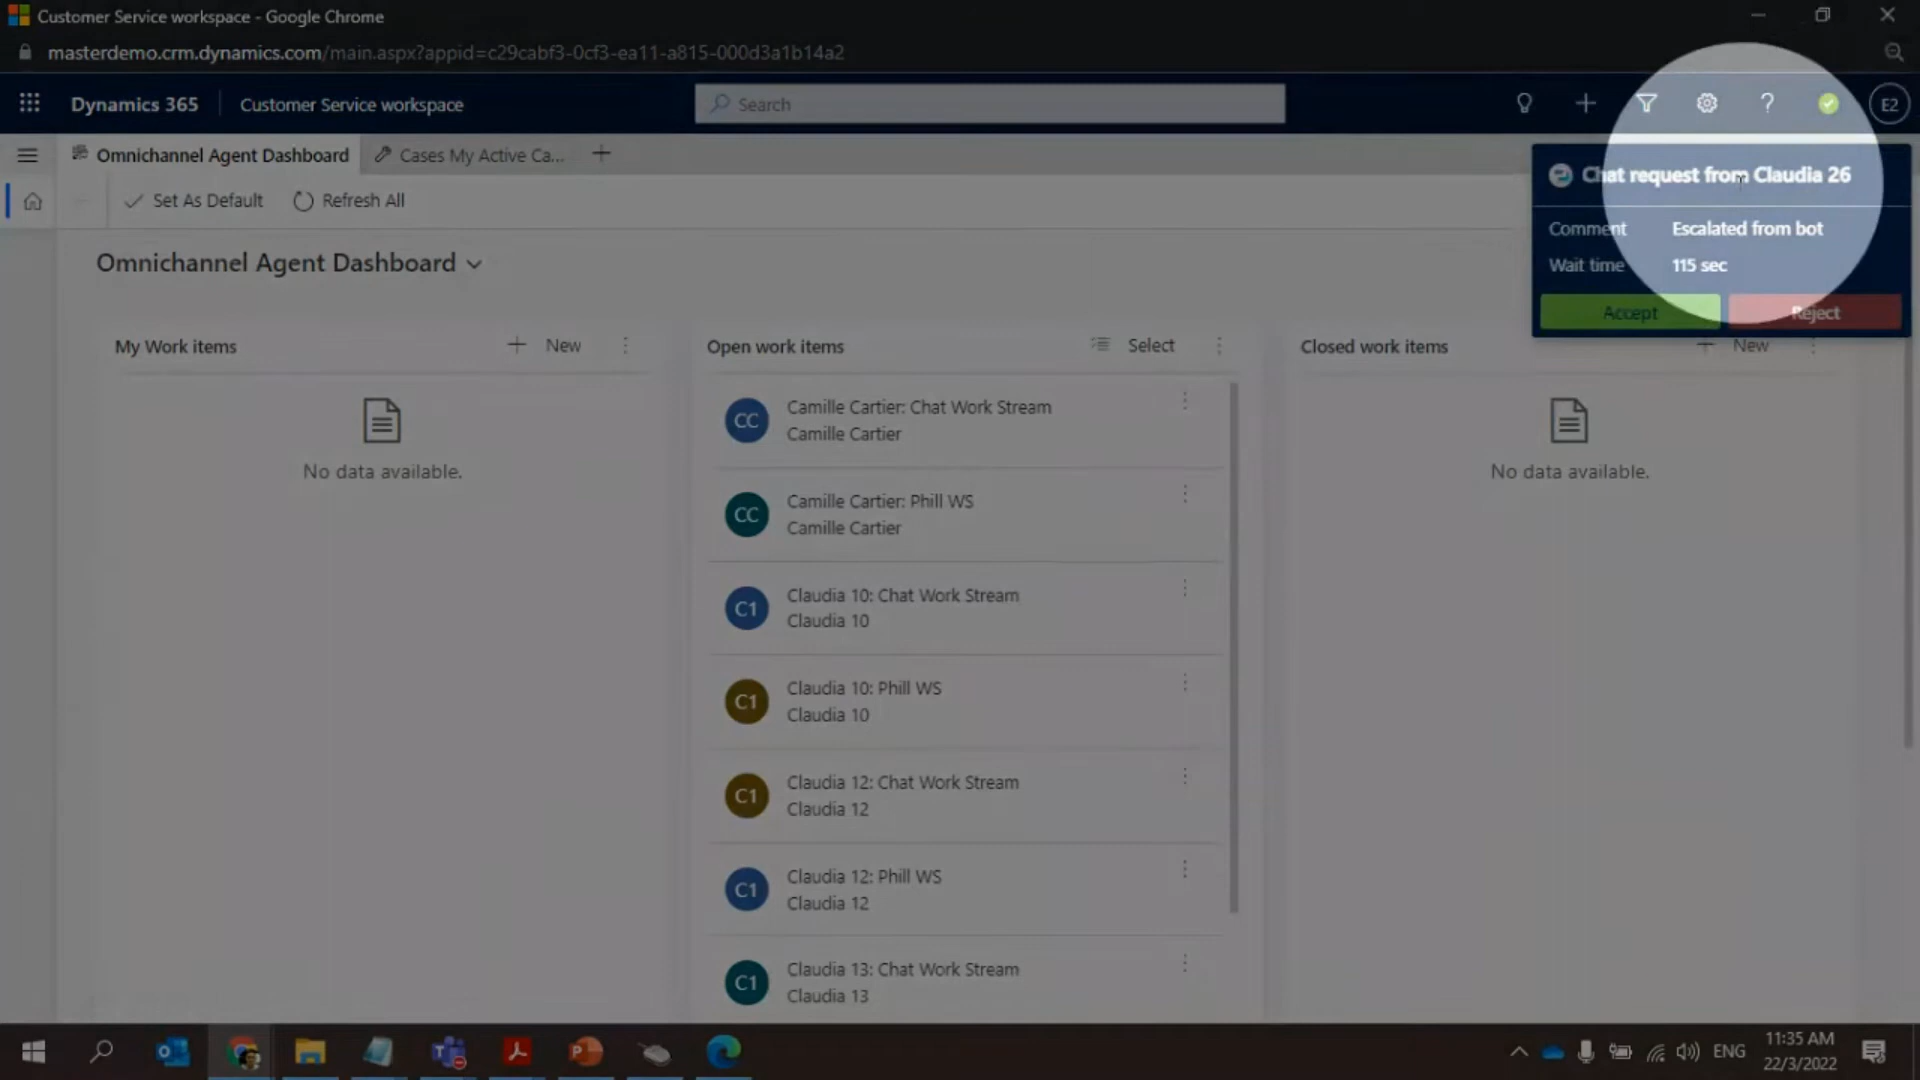 Customer Service workspace - Google Chrome
masterdemo.crm.dynamics.com/main.aspx?appid=c29cabf3-0cf3-ea11-a815-000d3a1b14a2
Dynamics 365
Customer Service workspace
Search
?
E2
Omnichannel Agent Dashboard
Cases My Active Ca...
Set As Default
Refresh All
Chat request from Claudia 26
Comment
Escalated from bot
Wait time
115 sec
Accept
Reject
Omnichannel Agent Dashboard
My Work items
New
No data available.
Open work items
Select
CC
Camille Cartier: Chat Work Stream
Camille Cartier
CC
Camille Cartier: Phill WS
Camille Cartier
C1
Claudia 10: Chat Work Stream
Claudia 10
C1
Claudia 10: Phill WS
Claudia 10
C1
Claudia 12: Chat Work Stream
Claudia 12
C1
Claudia 12: Phill WS
Claudia 12
C1
Claudia 13: Chat Work Stream
Claudia 13
Closed work items
New
No data available.
ENG
11:35 AM
22/3/2022